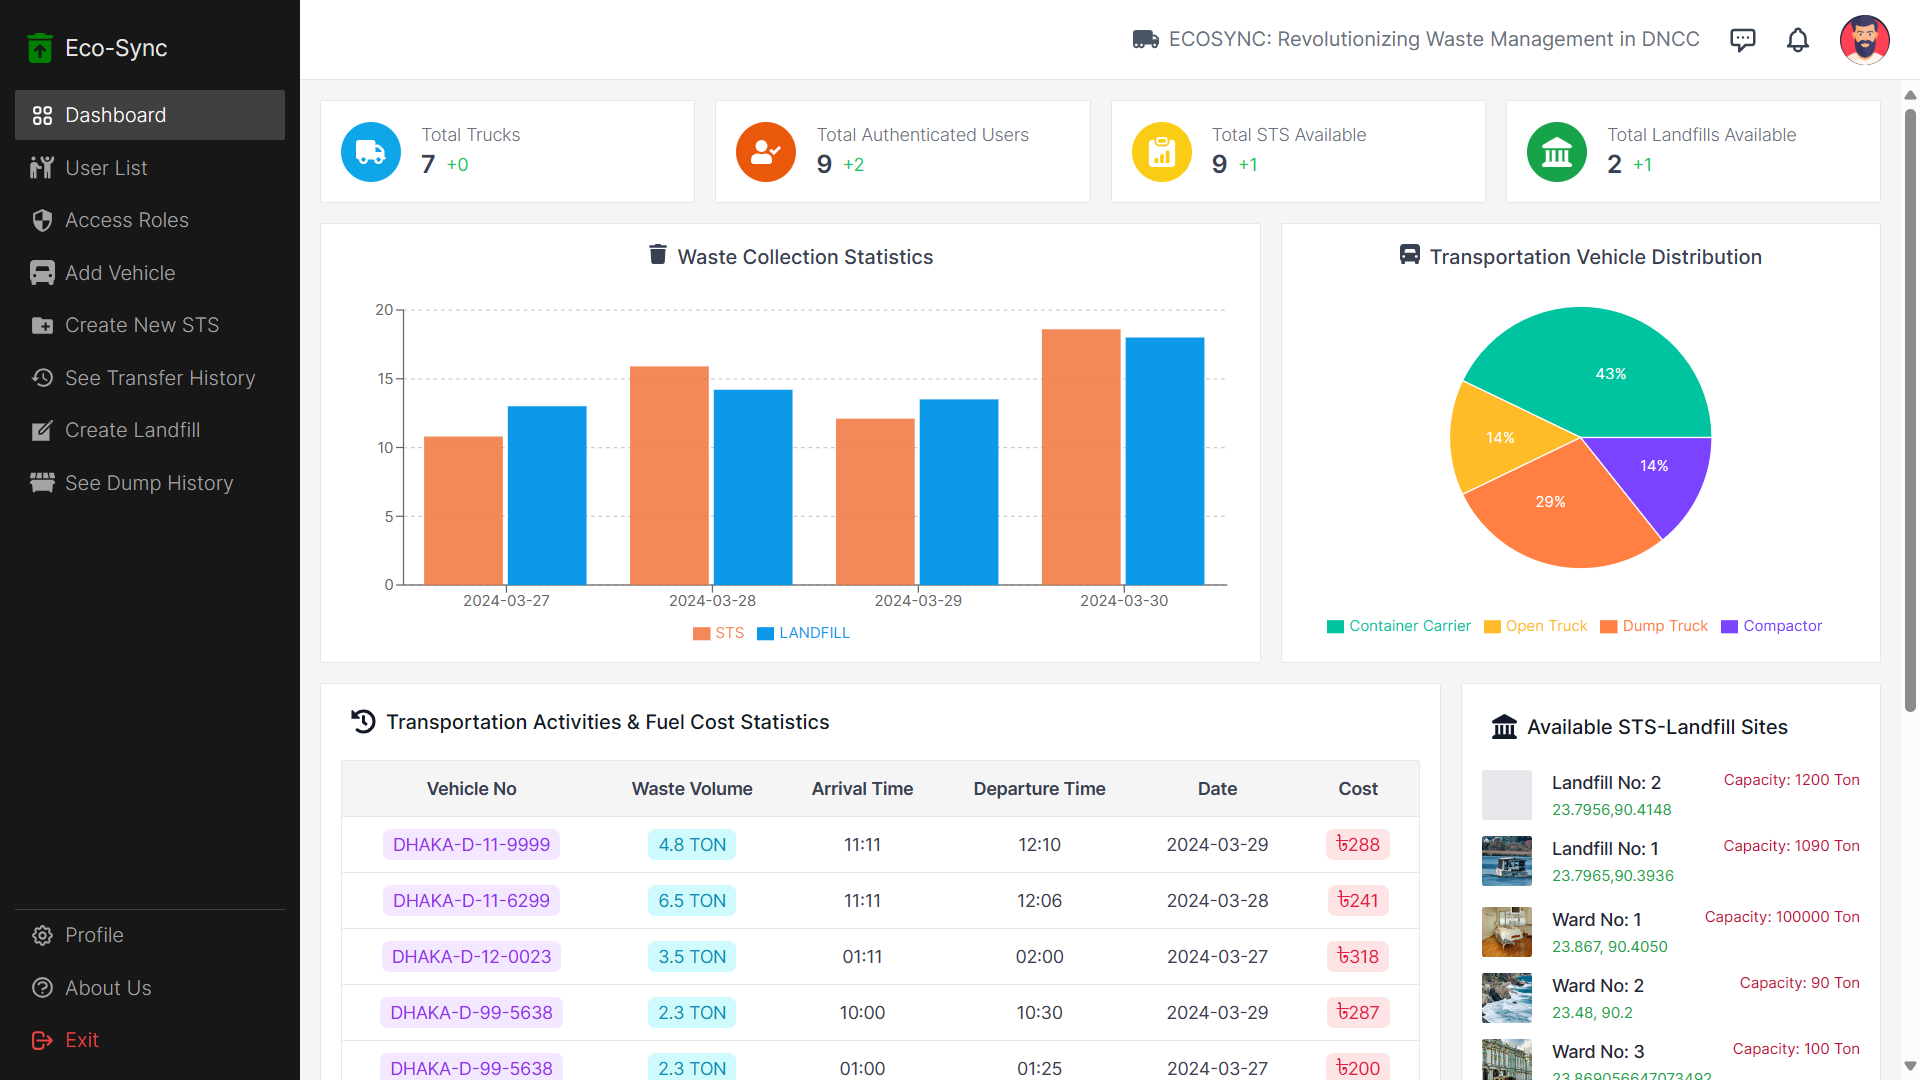 Eco-Sync
Dashboard
User List
Access Roles
Add Vehicle
Create New STS
See Transfer History
Create Landfill
See Dump History
Profile
About Us
Exit
ECOSYNC: Revolutionizing Waste Management in DNCC
Total Trucks
7 +0
Total Authenticated Users
9 +2
Total STS Available
9 +1
Total Landfills Available
2 +1
Waste Collection Statistics
20
15
10
5
0
2024-03-27 2024-03-28 2024-03-29 2024-03-30
STS LANDFILL
Transportation Vehicle Distribution
43%
14%
14%
29%
Container Carrier Open Truck Dump Truck Compactor
Transportation Activities & Fuel Cost Statistics
Vehicle No Waste Volume Arrival Time Departure Time Date Cost
DHAKA-D-11-9999 4.8 TON 11:11 12:10 2024-03-29 ৳288
DHAKA-D-11-6299 6.5 TON 11:11 12:06 2024-03-28 ৳241
DHAKA-D-12-0023 3.5 TON 01:11 02:00 2024-03-27 ৳318
DHAKA-D-99-5638 2.3 TON 10:00 10:30 2024-03-29 ৳287
DHAKA-D-99-5638 2.3 TON 01:00 01:25 2024-03-27 ৳200
Available STS-Landfill Sites
Landfill No: 2 Capacity: 1200 Ton
23.7956,90.4148
Landfill No: 1 Capacity: 1090 Ton
23.7965,90.3936
Ward No: 1 Capacity: 100000 Ton
23.867, 90.4050
Ward No: 2 Capacity: 90 Ton
23.48, 90.2
Ward No: 3 Capacity: 100 Ton
23.869056647073492